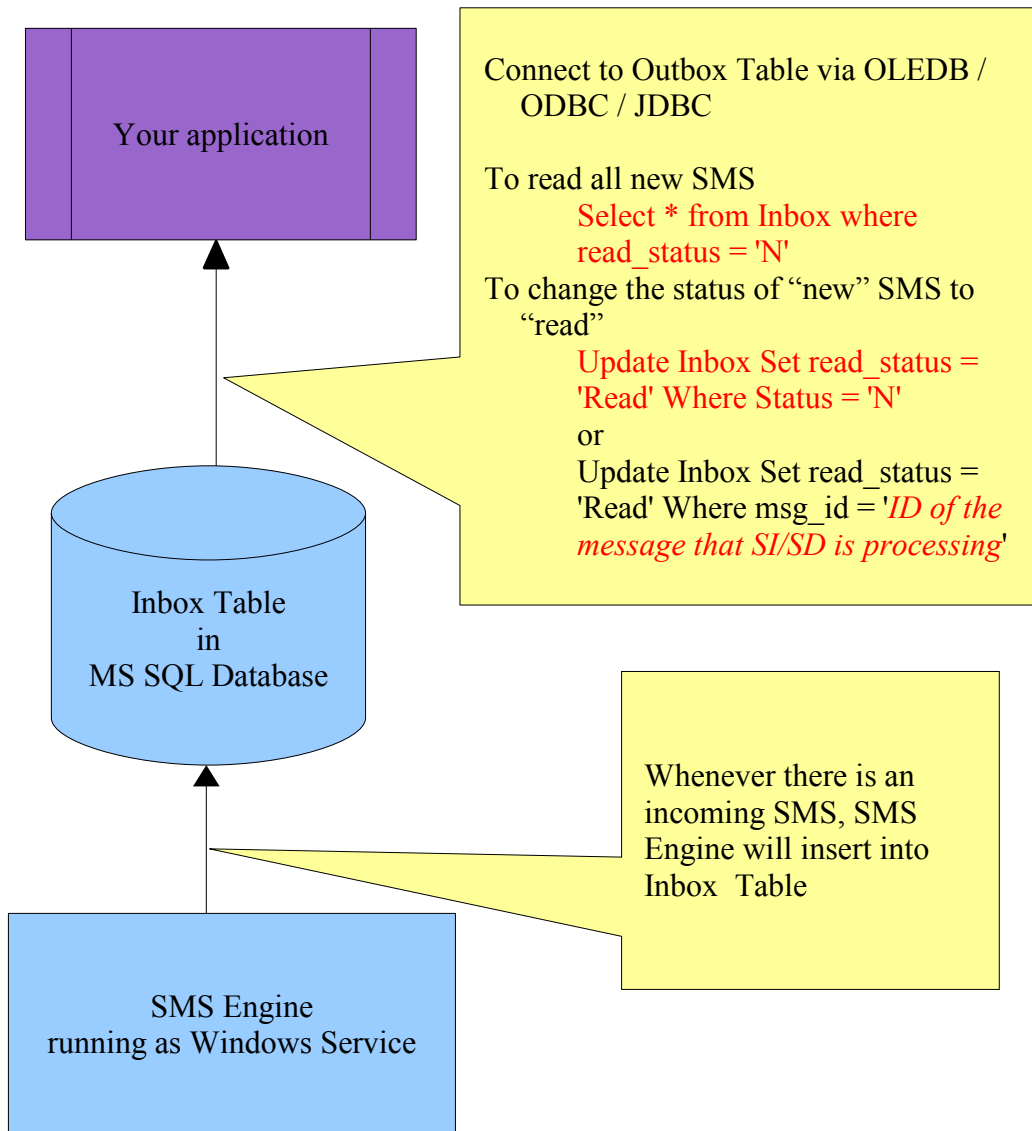 Your application
Connect to Outbox Table via OLEDB /
ODBC / JDBC
To read all new SMS
Select * from Inbox where
read_status = 'N'
To change the status of “new” SMS to
“read”
Update Inbox Set read_status =
'Read' Where Status = 'N'
or
Update Inbox Set read_status =
'Read' Where msg_id = 'ID of the
message that SI/SD is processing'
Inbox Table
in
MS SQL Database
Whenever there is an
incoming SMS, SMS
Engine will insert into
Inbox  Table
SMS Engine
running as Windows Service